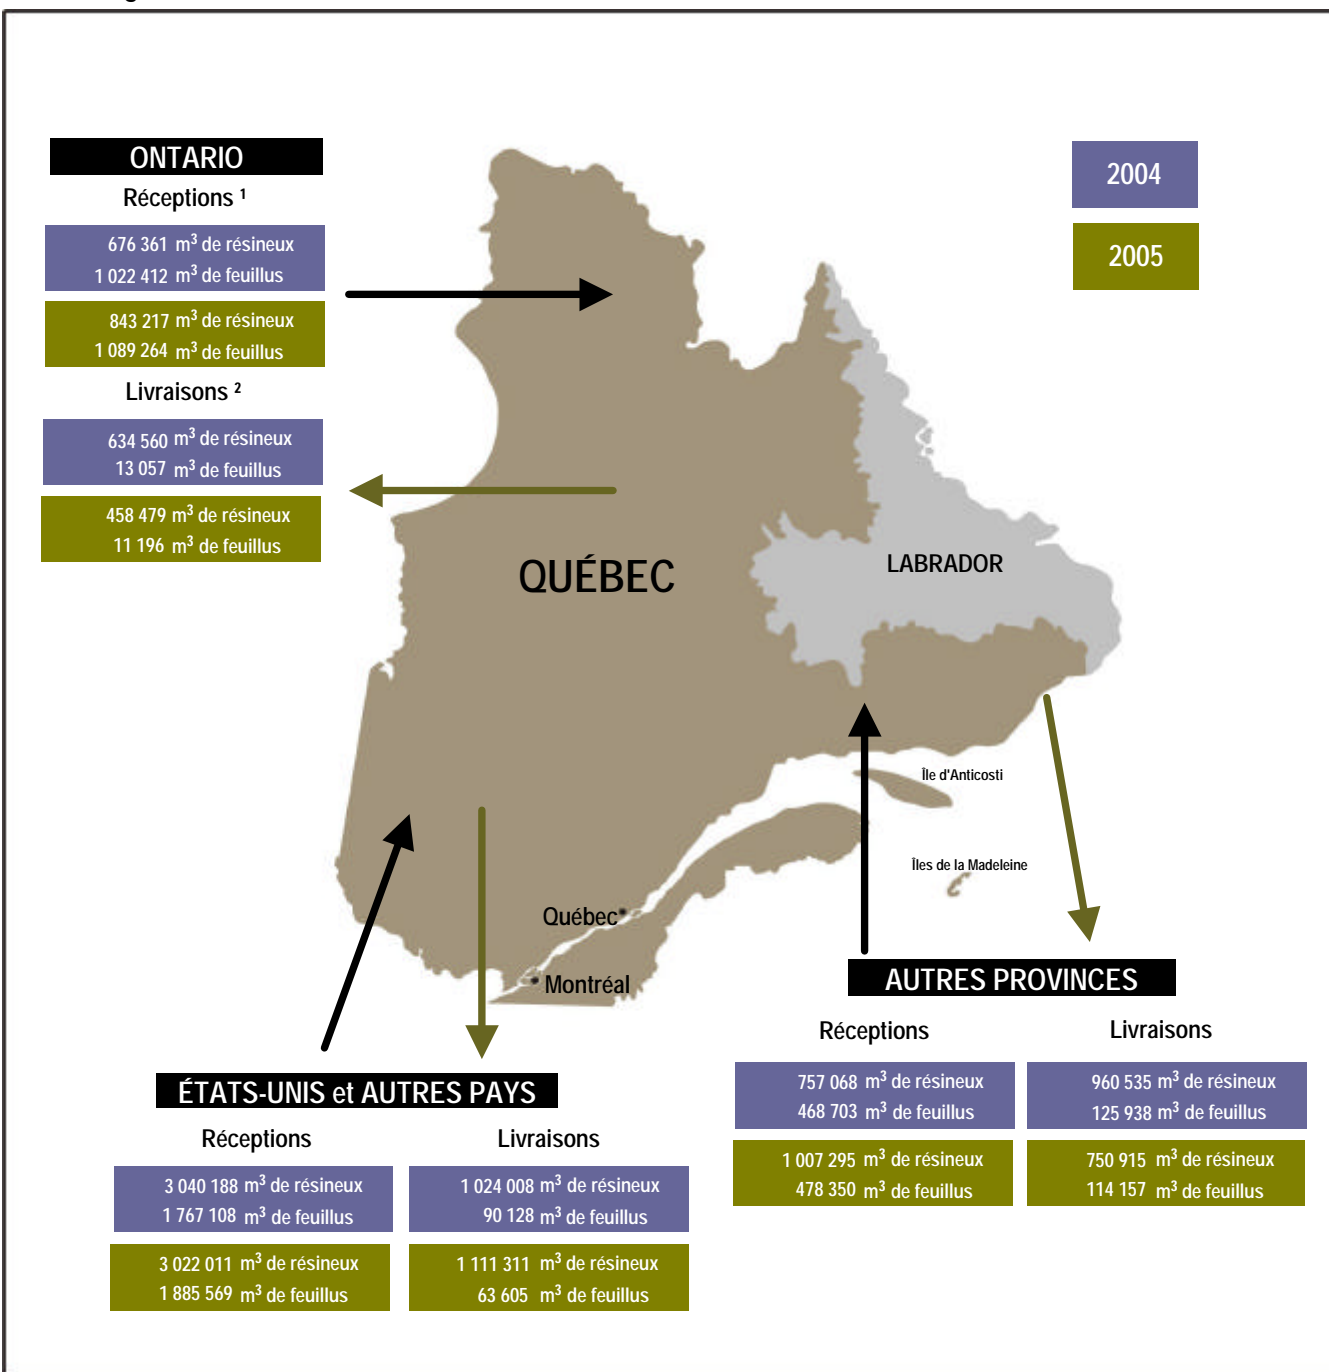 ONTARIO
Réceptions 1
676 361 m3 de résineux
1 022 412 m3 de feuillus
843 217 m3 de résineux
1 089 264 m3 de feuillus
Livraisons 2
634 560 m3 de résineux
13 057 m3 de feuillus
458 479 m3 de résineux
11 196 m3 de feuillus
2004
2005
QUÉBEC
LABRADOR
Île d'Anticosti
Îles de la Madeleine
Québec
Montréal
AUTRES PROVINCES
Réceptions
757 068 m3 de résineux
468 703 m3 de feuillus
1 007 295 m3 de résineux
478 350 m3 de feuillus
Livraisons
960 535 m3 de résineux
125 938 m3 de feuillus
750 915 m3 de résineux
114 157 m3 de feuillus
ÉTATS-UNIS et AUTRES PAYS
Réceptions
3 040 188 m3 de résineux
1 767 108 m3 de feuillus
3 022 011 m3 de résineux
1 885 569 m3 de feuillus
Livraisons
1 024 008 m3 de résineux
90 128 m3 de feuillus
1 111 311 m3 de résineux
63 605 m3 de feuillus